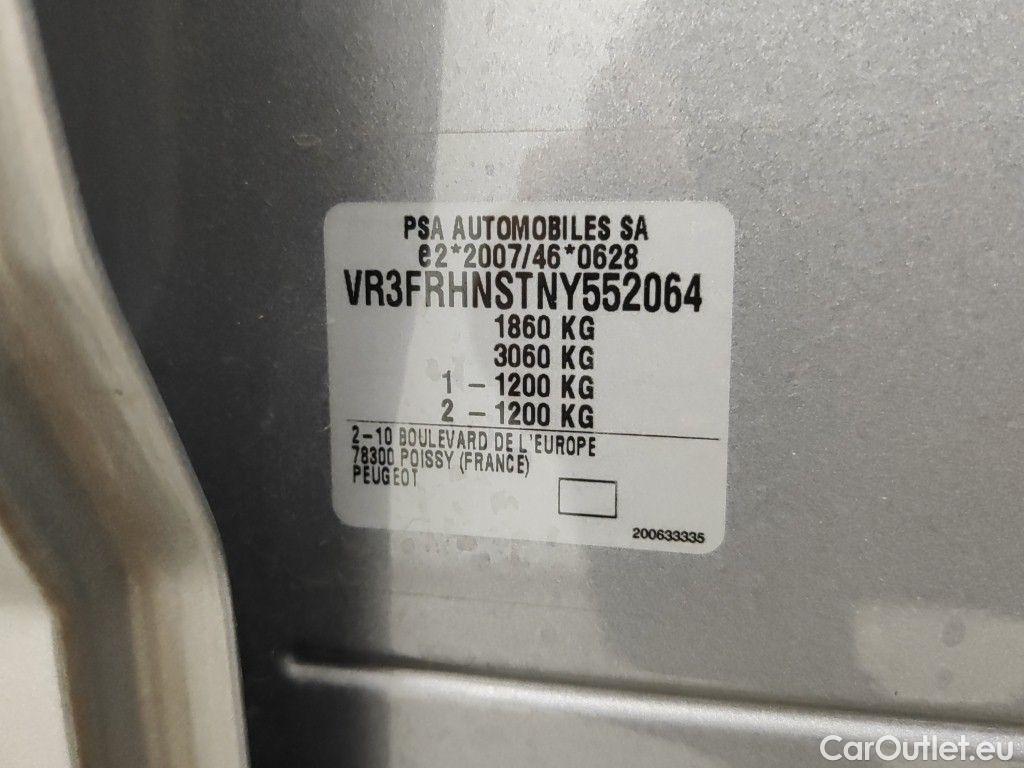 PSA AUTOMOBILES SA
e2*2007/46*0628
VR3FRHNSTNY552064
1860 KG
3060 KG
1 – 1200 KG
2 – 1200 KG
2–10 BOULEVARD DE L'EUROPE
78300 POISSY (FRANCE)
PEUGEOT
200633335
CarOutlet.eu